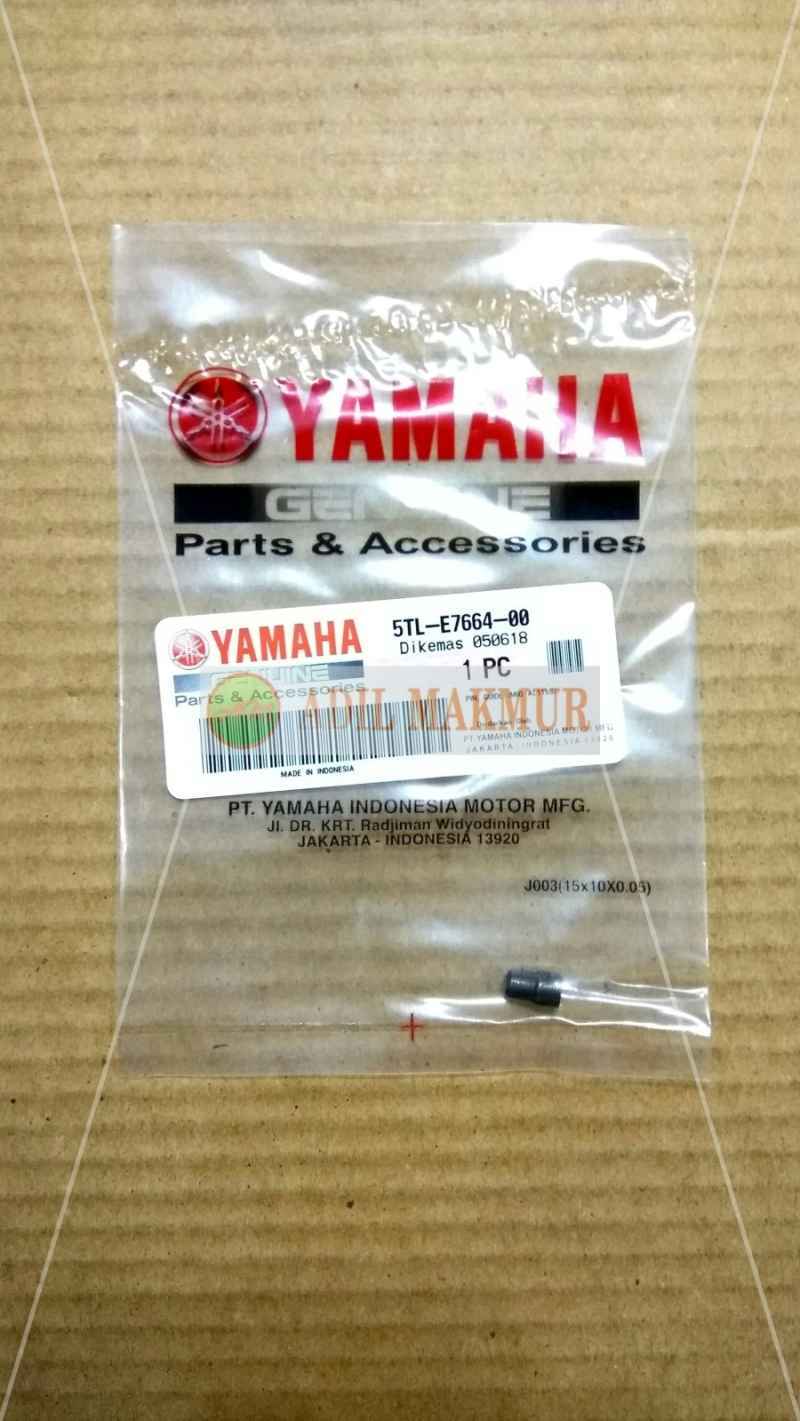 YAMAHA
GENUINE
Parts & Accessories
YAMAHA
GENUINE
Parts & Accessories
5TL-E7664-00
Dikemas 050618
1 PC
ADIL MAKMUR
PT.YAMAHA INDONESIA MOTOR MFG
JAKARTA - INDONESIA 13920
MADE IN INDONESIA
PT. YAMAHA INDONESIA MOTOR MFG.
Jl. DR. KRT. Radjiman Widyodiningrat
JAKARTA - INDONESIA 13920
J003(15x10X0.05)